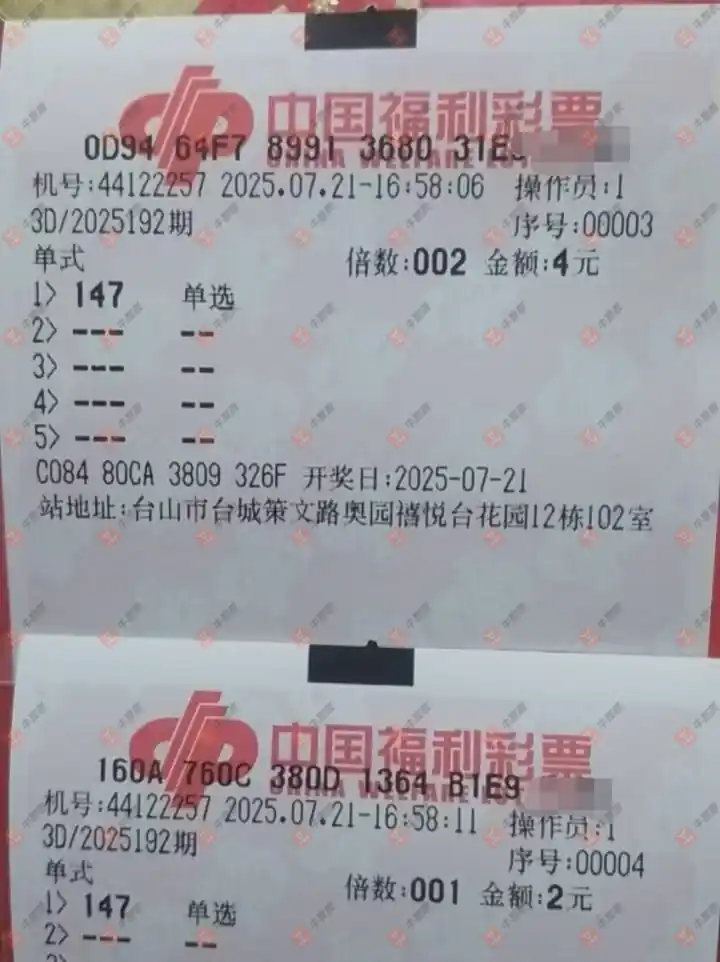 中国福利彩票
CHINA WELFARE LO
0D94 64F7 8991 3680 31E
机号:44122257 2025.07.21-16:58:06 操作员:1
3D/2025192期 序号:00003
单式 倍数:002 金额:4元
1> 147 单选
2> --- --
3> --- --
4> --- --
5> --- --
C084 80CA 3809 326F 开奖日:2025-07-21
站地址:台山市台城策文路奥园禧悦台花园12栋102室
中国福利彩票
CHINA WELFARE
160A 760C 380D 1364 B1E9
机号:44122257 2025.07.21-16:58:11 操作员:1
3D/2025192期 序号:00004
单式 倍数:001 金额:2元
1> 147 单选
2> --- --